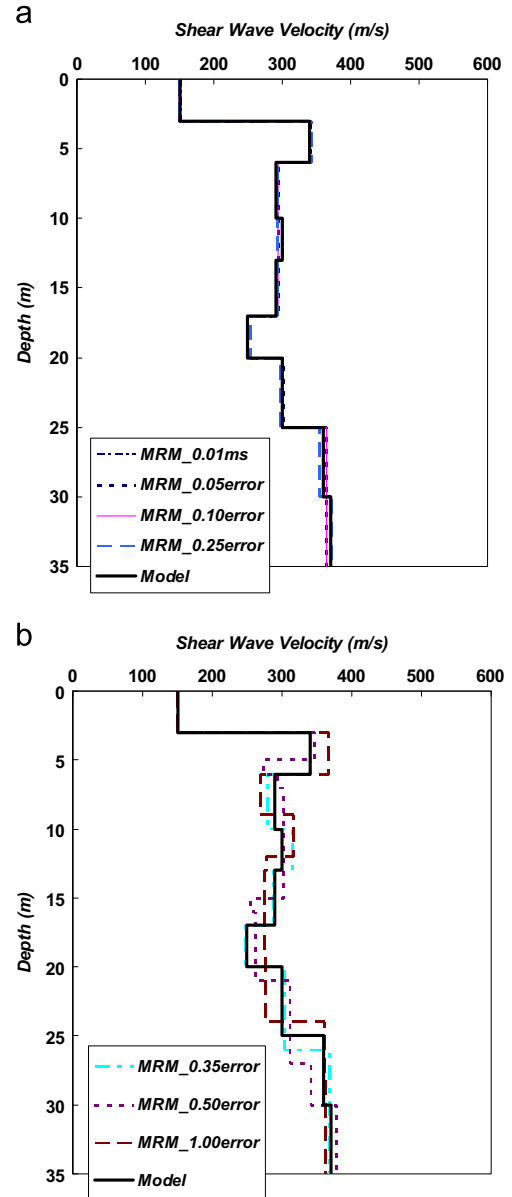 a
Shear Wave Velocity (m/s)
0 100 200 300 400 500 600
0
5
10
15
20
25
30
35
Depth (m)
MRM_0.01ms
MRM_0.05error
MRM_0.10error
MRM_0.25error
Model
b
Shear Wave Velocity (m/s)
0 100 200 300 400 500 600
0
5
10
15
20
25
30
35
Depth (m)
MRM_0.35error
MRM_0.50error
MRM_1.00error
Model